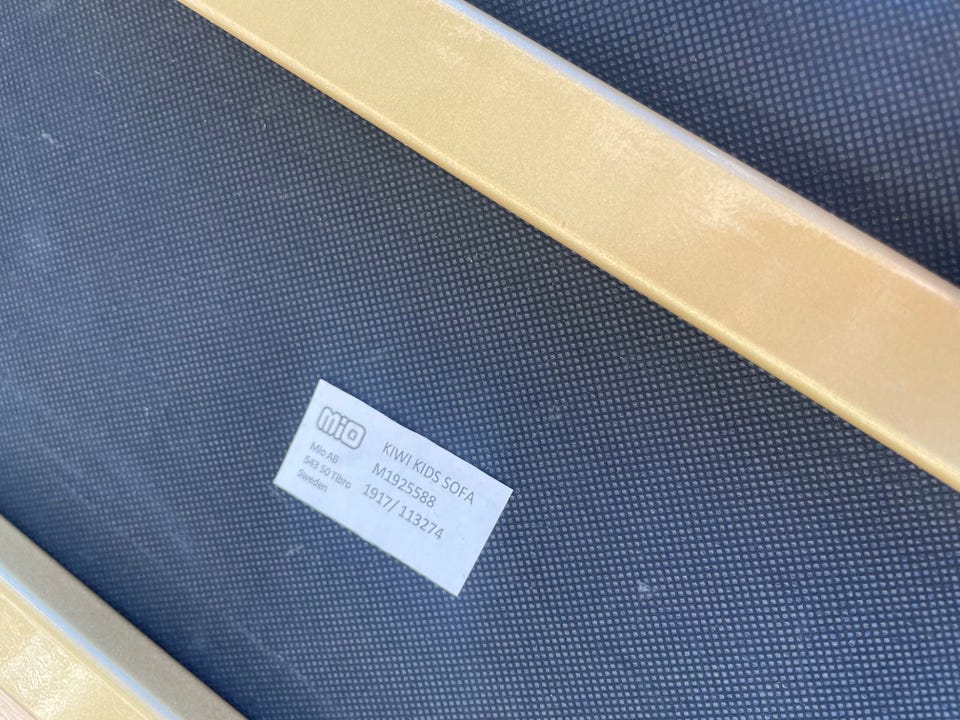 MiO
Mio AB
543 50 Tibro
Sweden
KIWI KIDS SOFA
M1925588
1917/ 113274